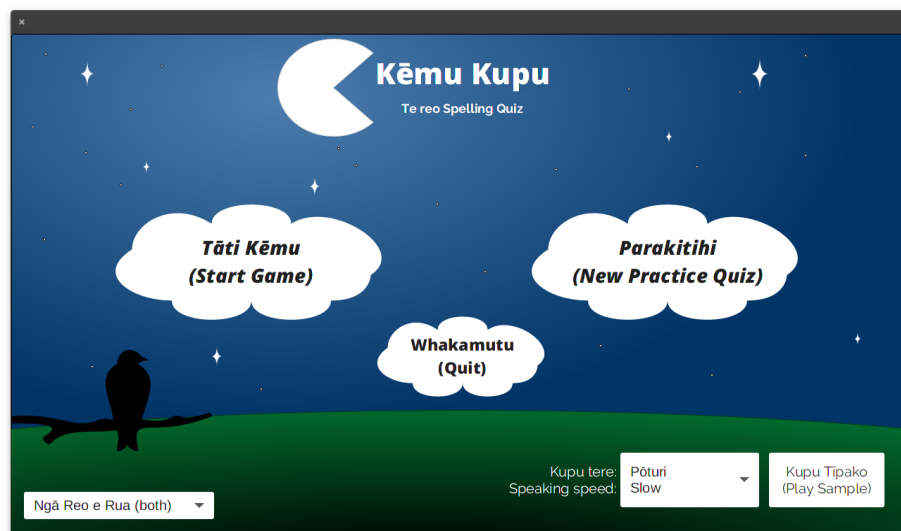 Kēmu Kupu
Te reo Spelling Quiz
Tāti Kēmu
(Start Game)
Parakitihi
(New Practice Quiz)
Whakamutu
(Quit)
Kupu tere:
Speaking speed:
Pōturi
Slow
Kupu Tīpako
(Play Sample)
Ngā Reo e Rua (both)